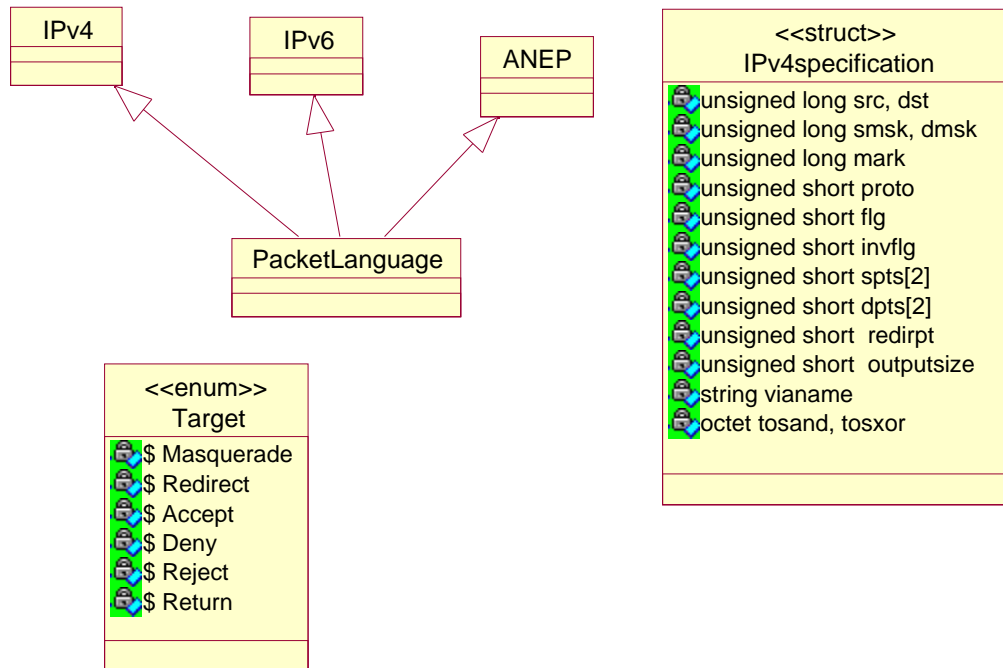 IPv4
IPv6
ANEP
PacketLanguage
<<enum>>
Target
$ Masquerade
$ Redirect
$ Accept
$ Deny
$ Reject
$ Return
<<struct>>
IPv4specification
unsigned long src, dst
unsigned long smsk, dmsk
unsigned long mark
unsigned short proto
unsigned short flg
unsigned short invflg
unsigned short spts[2]
unsigned short dpts[2]
unsigned short  redirpt
unsigned short  outputsize
string vianame
octet tosand, tosxor